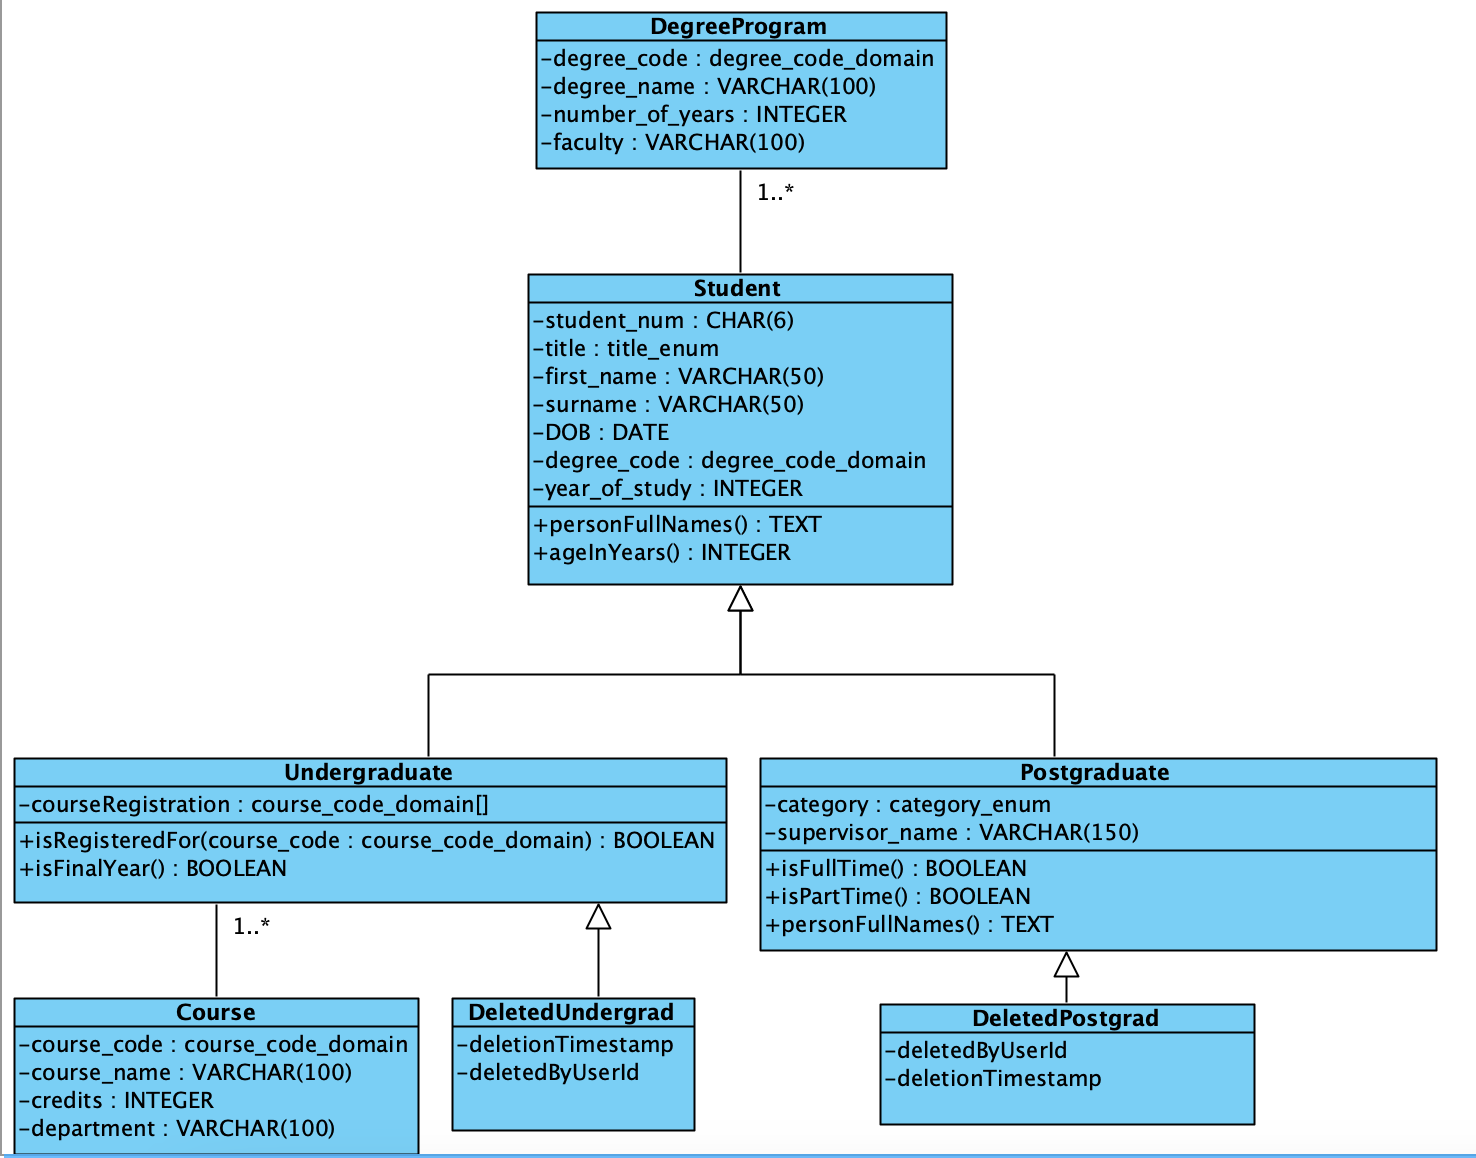 DegreeProgram
-degree_code : degree_code_domain
-degree_name : VARCHAR(100)
-number_of_years : INTEGER
-faculty : VARCHAR(100)
1..*
Student
-student_num : CHAR(6)
-title : title_enum
-first_name : VARCHAR(50)
-surname : VARCHAR(50)
-DOB : DATE
-degree_code : degree_code_domain
-year_of_study : INTEGER
+personFullNames() : TEXT
+ageInYears() : INTEGER
Undergraduate
-courseRegistration : course_code_domain[]
+isRegisteredFor(course_code : course_code_domain) : BOOLEAN
+isFinalYear() : BOOLEAN
Postgraduate
-category : category_enum
-supervisor_name : VARCHAR(150)
+isFullTime() : BOOLEAN
+isPartTime() : BOOLEAN
+personFullNames() : TEXT
1..*
Course
-course_code : course_code_domain
-course_name : VARCHAR(100)
-credits : INTEGER
-department : VARCHAR(100)
DeletedUndergrad
-deletionTimestamp
-deletedByUserId
DeletedPostgrad
-deletedByUserId
-deletionTimestamp